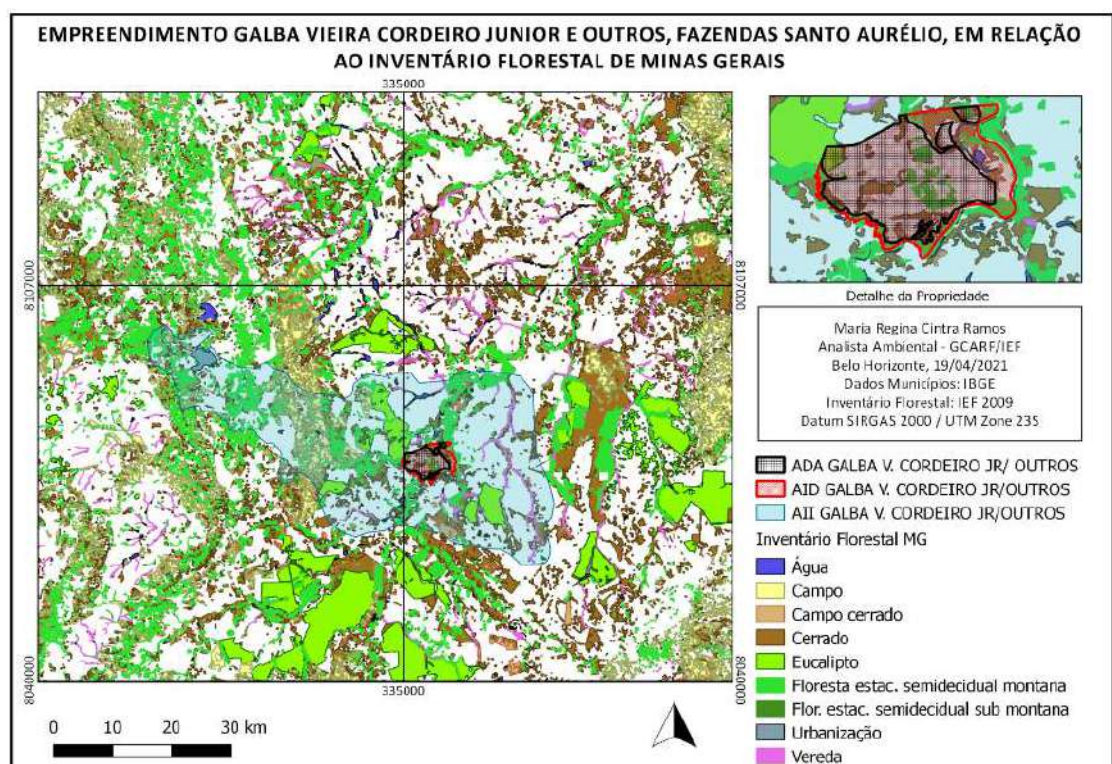 EMPREENDIMENTO GALBA VIEIRA CORDEIRO JUNIOR E OUTROS, FAZENDAS SANTO AURÉLIO, EM RELAÇÃO
AO INVENTÁRIO FLORESTAL DE MINAS GERAIS
335000
8107000
8107000
8040000
8040000
335000
0 10 20 30 km
Detalhe da Propriedade
Maria Regina Cintra Ramos
Analista Ambiental - GCARF/IEF
Belo Horizonte, 19/04/2021
Dados Municípios: IBGE
Inventário Florestal: IEF 2009
Datum SIRGAS 2000 / UTM Zone 23S
ADA GALBA V. CORDEIRO JR/ OUTROS
AID GALBA V. CORDEIRO JR/OUTROS
AII GALBA V. CORDEIRO JR/OUTROS
Inventário Florestal MG
Água
Campo
Campo cerrado
Cerrado
Eucalipto
Floresta estac. semidecidual montana
Flor. estac. semidecidual sub montana
Urbanização
Vereda